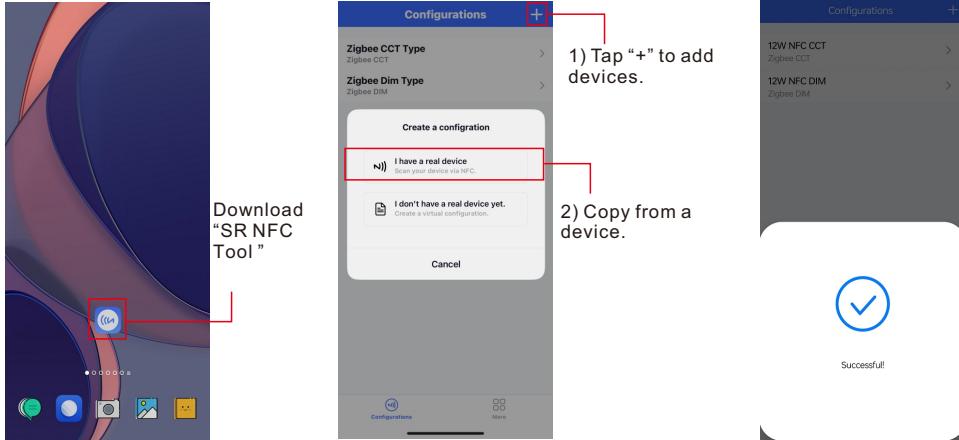 Download
“SR NFC
Tool ”
Configurations +
Zigbee CCT Type
Zigbee CCT
Zigbee Dim Type
Zigbee DIM
Create a configration
I have a real device
Scan your device via NFC.
I don't have a real device yet.
Create a virtual configuration.
Cancel
Configurations
More
1) Tap “+” to add
devices.
2) Copy from a
device.
Configurations +
12W NFC CCT
Zigbee CCT
12W NFC DIM
Zigbee DIM
Successful!